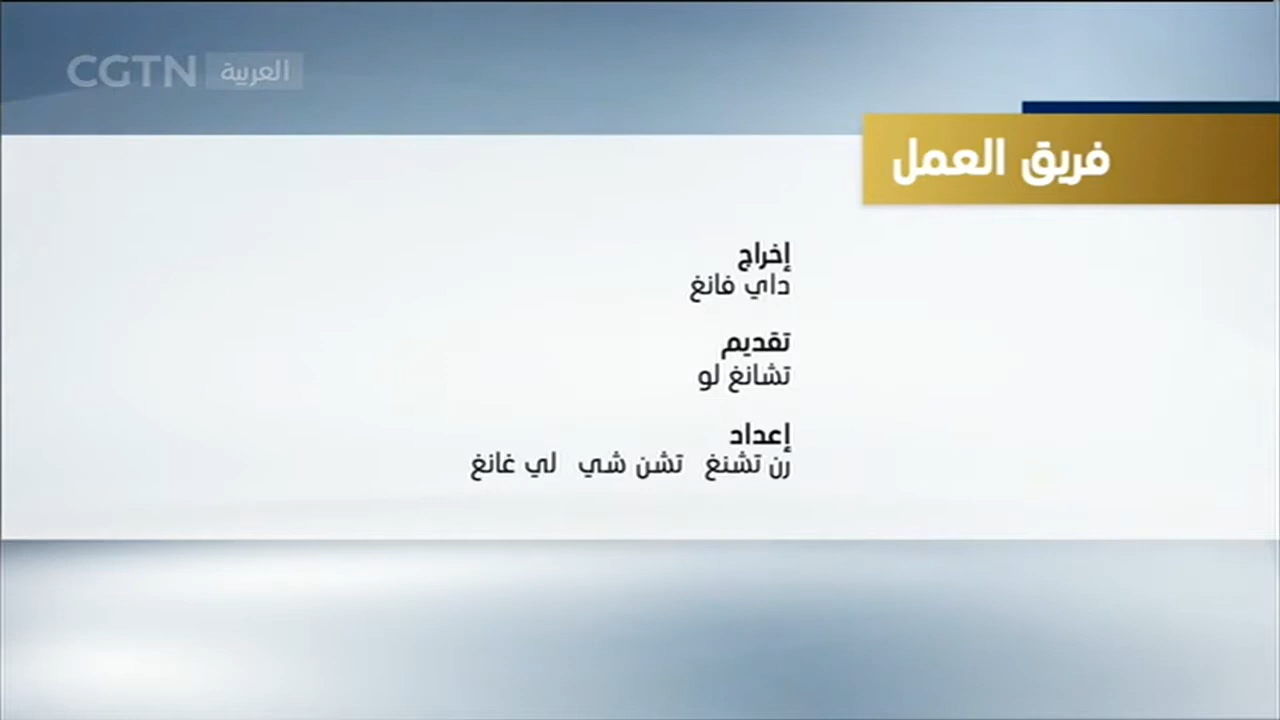 CGTN العربية
فريق العمل
إخراج
داي فانغ
تقديم
تشانغ لو
إعداد
رن تشنغ تشن شي لي غانغ